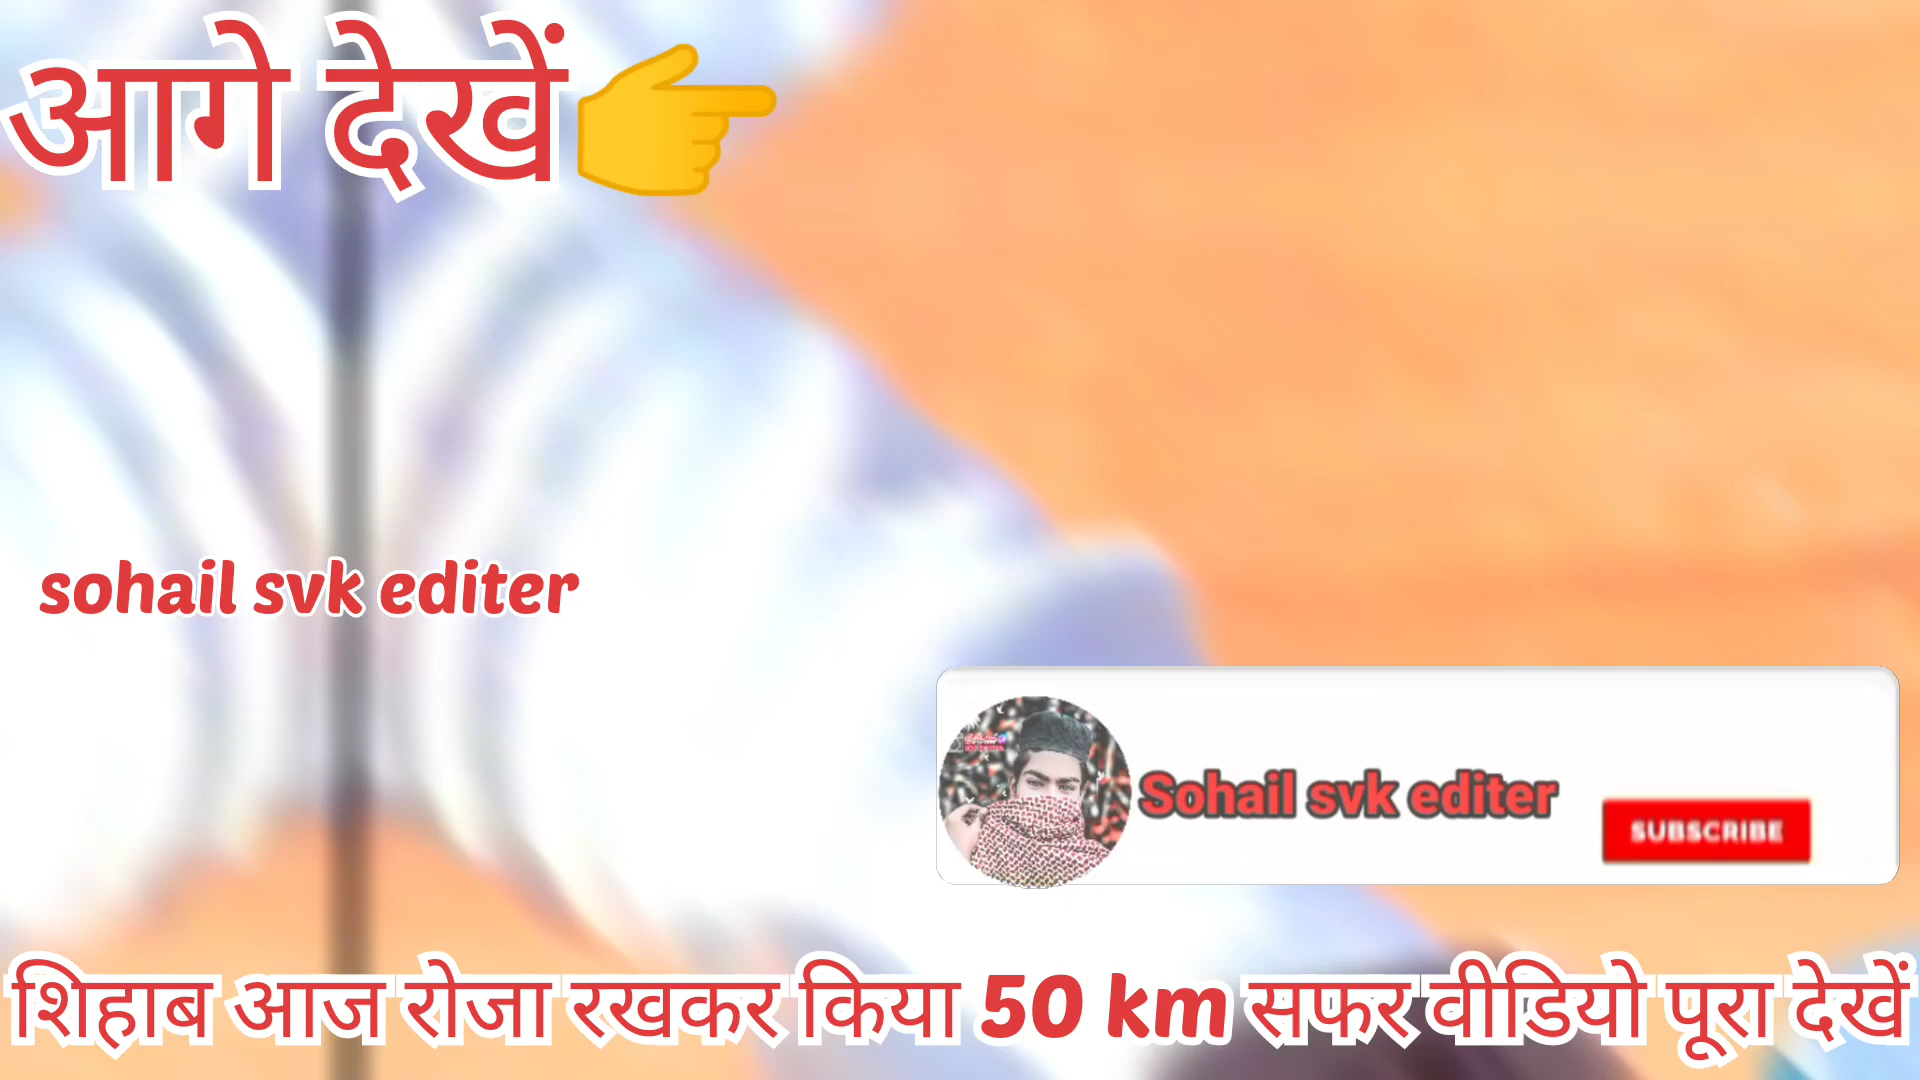 आगे देखें👉
sohail svk editer
Sohail svk editer
SUBSCRIBE
शिहाब आज रोजा रखकर किया 50 km सफर वीडियो पूरा देखें